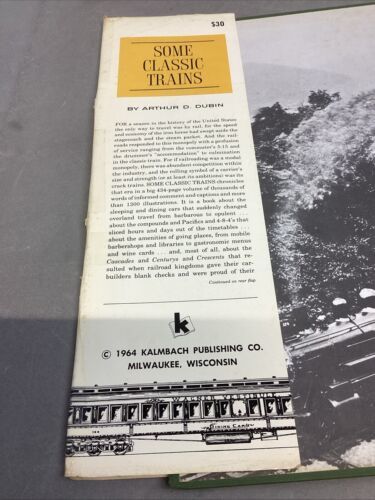 $30
SOME
CLASSIC
TRAINS
BY ARTHUR D. DUBIN
FOR a season in the history of the United States
the only way to travel was by rail, for the speed
and economy of the iron horse had swept aside the
stagecoach and the steam packet. And the rail-
roads responded to this monopoly with a profusion
of service ranging from the commuter's 5:15 and
the drummer's "accommodation" to culmination
in the classic train. For if railroading was a modal
monopoly, there was abundant competition within
the industry, and the rolling symbol of a carrier's
size and strength (or at least its ambition) was its
crack trains. SOME CLASSIC TRAINS chronicles
that era in a big 434-page volume of thousands of
words of informed comment and captions and more
than 1200 illustrations. It is a book about the
sleeping and dining cars that suddenly changed
overland travel from barbarous to opulent . . .
about the compounds and Pacifics and 4-8-4's that
sliced hours and days out of the timetables . . .
about the amenities of going places, from mobile
barbershops and libraries to gastronomic menus
and wine cards . . . and, most of all, about the
Cascades and Centurys and Crescents that re-
sulted when railroad kingdoms gave their car-
builders blank checks and were proud of their
Continued on rear flap
k
© 1964 KALMBACH PUBLISHING CO.
MILWAUKEE, WISCONSIN
WAGNER VESTIBULE